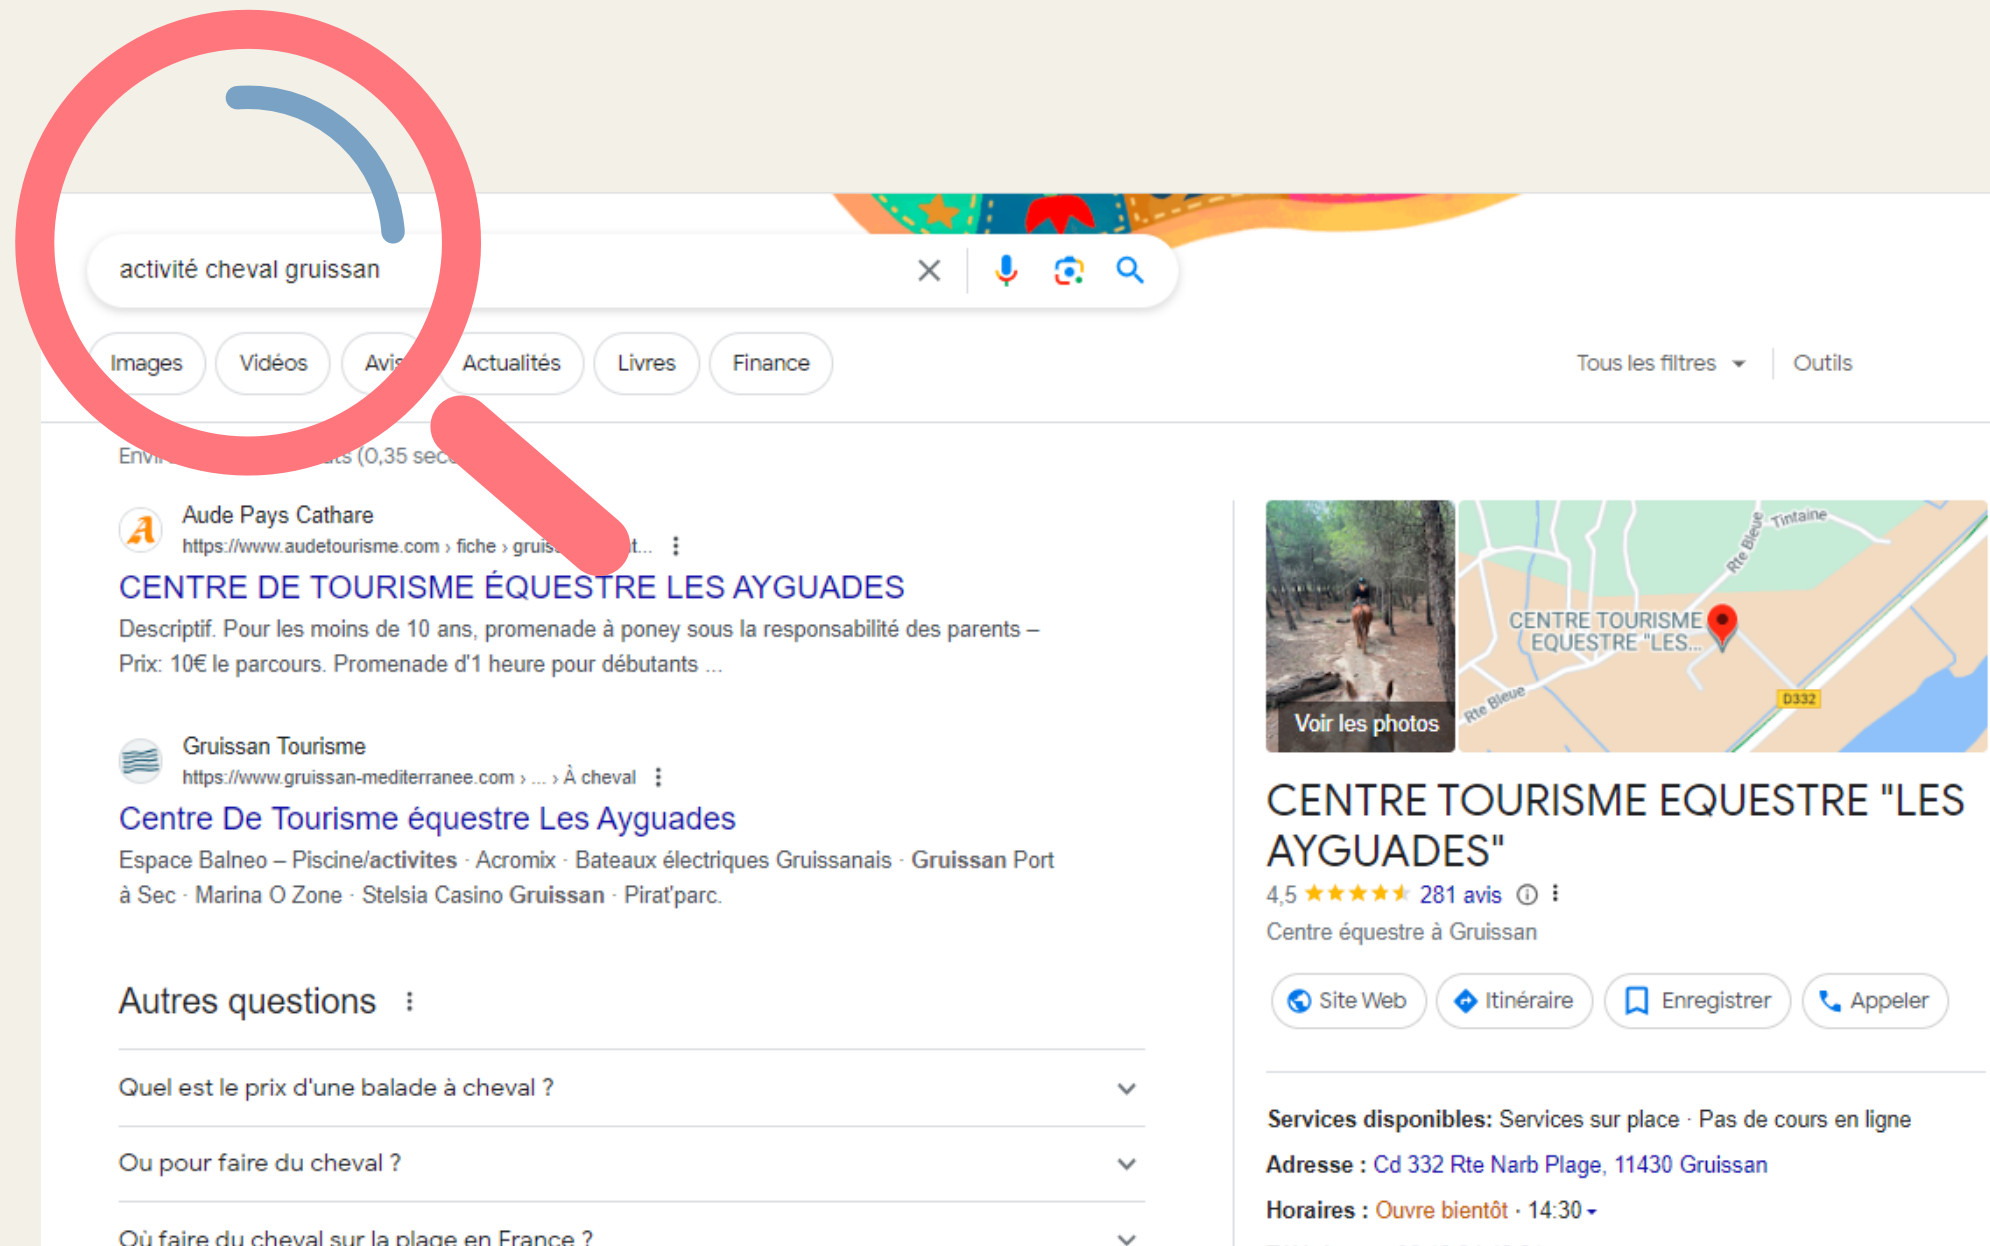 activité cheval gruissan
Images
Vidéos
Avis
Actualités
Livres
Finance
Tous les filtres
Outils
(0,35
Aude Pays Cathare
https://www.audetourisme.com › fiche ›
CENTRE DE TOURISME ÉQUESTRE LES AYGUADES
Descriptif. Pour les moins de 10 ans, promenade à poney sous la responsabilité des parents –
Prix: 10€ le parcours. Promenade d'1 heure pour débutants ...
Gruissan Tourisme
https://www.gruissan-mediterranee.com › ... › À cheval
Centre De Tourisme équestre Les Ayguades
Espace Balneo – Piscine/activites · Acromix · Bateaux électriques Gruissanais · Gruissan Port
à Sec · Marina O Zone · Stelsia Casino Gruissan · Pirat'parc.
Autres questions
Quel est le prix d'une balade à cheval ?
Ou pour faire du cheval ?
Où faire du cheval sur la plage en France ?
Voir les photos
Rte Bleue
Tintaine
CENTRE TOURISME
EQUESTRE "LES...
Rte Bleue
D332
CENTRE TOURISME EQUESTRE "LES
AYGUADES"
4,5
281 avis
Centre équestre à Gruissan
Site Web
Itinéraire
Enregistrer
Appeler
Services disponibles: Services sur place · Pas de cours en ligne
Adresse : Cd 332 Rte Narb Plage, 11430 Gruissan
Horaires : Ouvre bientôt · 14:30